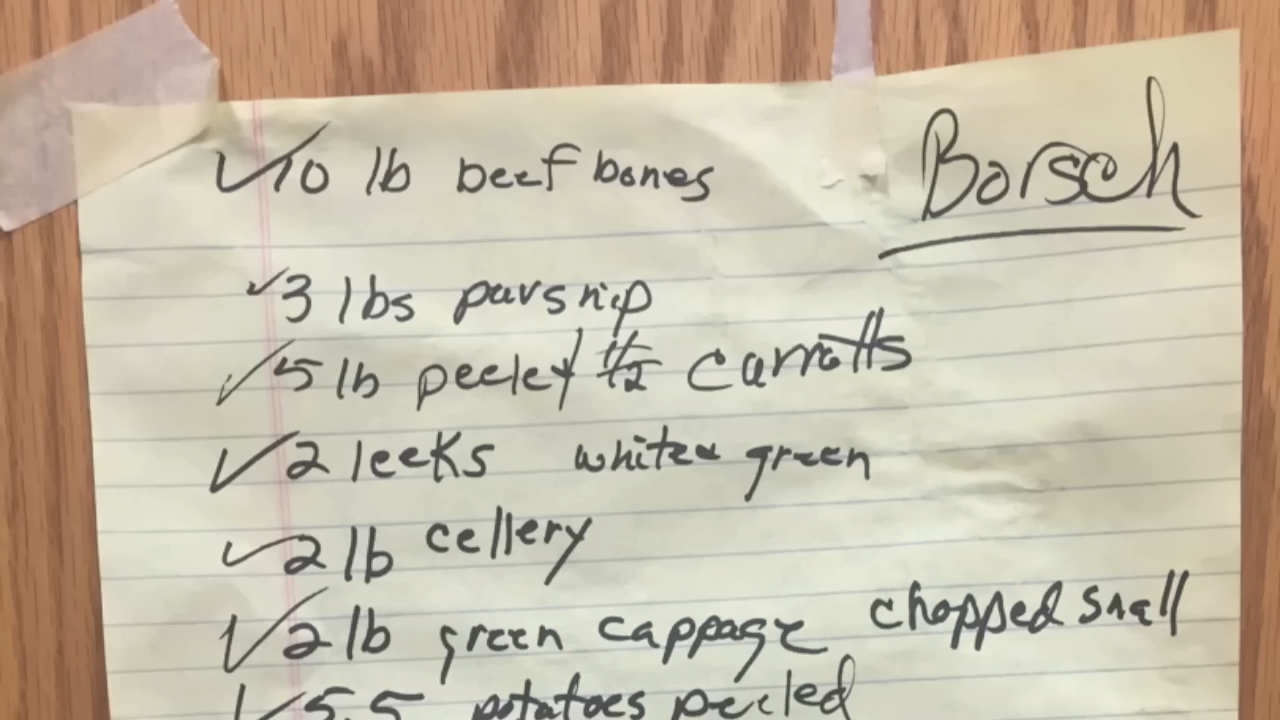 Borsch
10 lb beef bones
3 lbs parsnip
5 lb peeled 1/2 carrotts
2 leeks white & green
2 lb cellery
2 lb green cappage chopped small
5.5 potatoes peeled